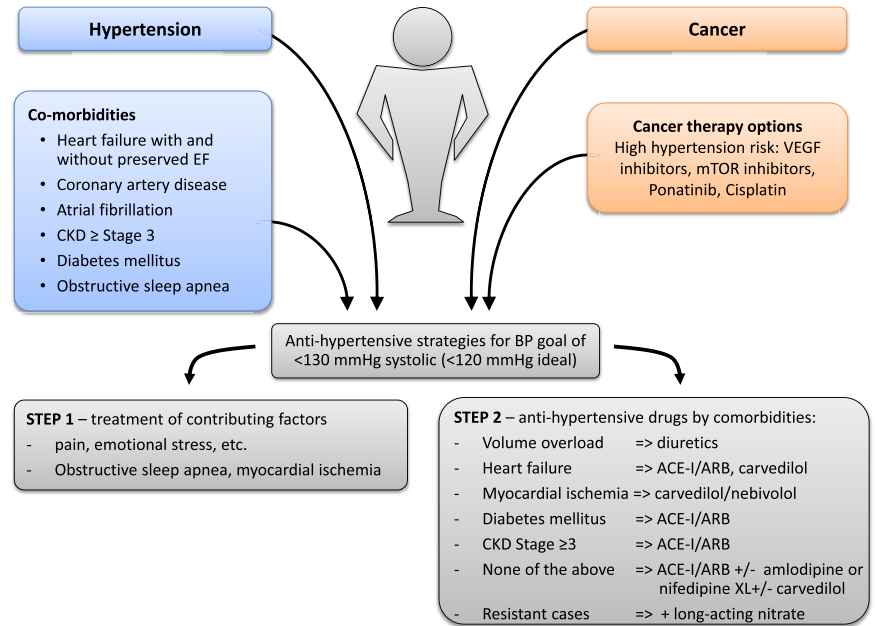 Hypertension
Cancer
Co-morbidities
• Heart failure with and
without preserved EF
• Coronary artery disease
• Atrial fibrillation
• CKD ≥ Stage 3
• Diabetes mellitus
• Obstructive sleep apnea
Cancer therapy options
High hypertension risk: VEGF
inhibitors, mTOR inhibitors,
Ponatinib, Cisplatin
Anti-hypertensive strategies for BP goal of
<130 mmHg systolic (<120 mmHg ideal)
STEP 1 – treatment of contributing factors
- pain, emotional stress, etc.
- Obstructive sleep apnea, myocardial ischemia
STEP 2 – anti-hypertensive drugs by comorbidities:
- Volume overload => diuretics
- Heart failure => ACE-I/ARB, carvedilol
- Myocardial ischemia => carvedilol/nebivolol
- Diabetes mellitus => ACE-I/ARB
- CKD Stage ≥3 => ACE-I/ARB
- None of the above => ACE-I/ARB +/- amlodipine or
nifedipine XL+/- carvedilol
- Resistant cases => + long-acting nitrate